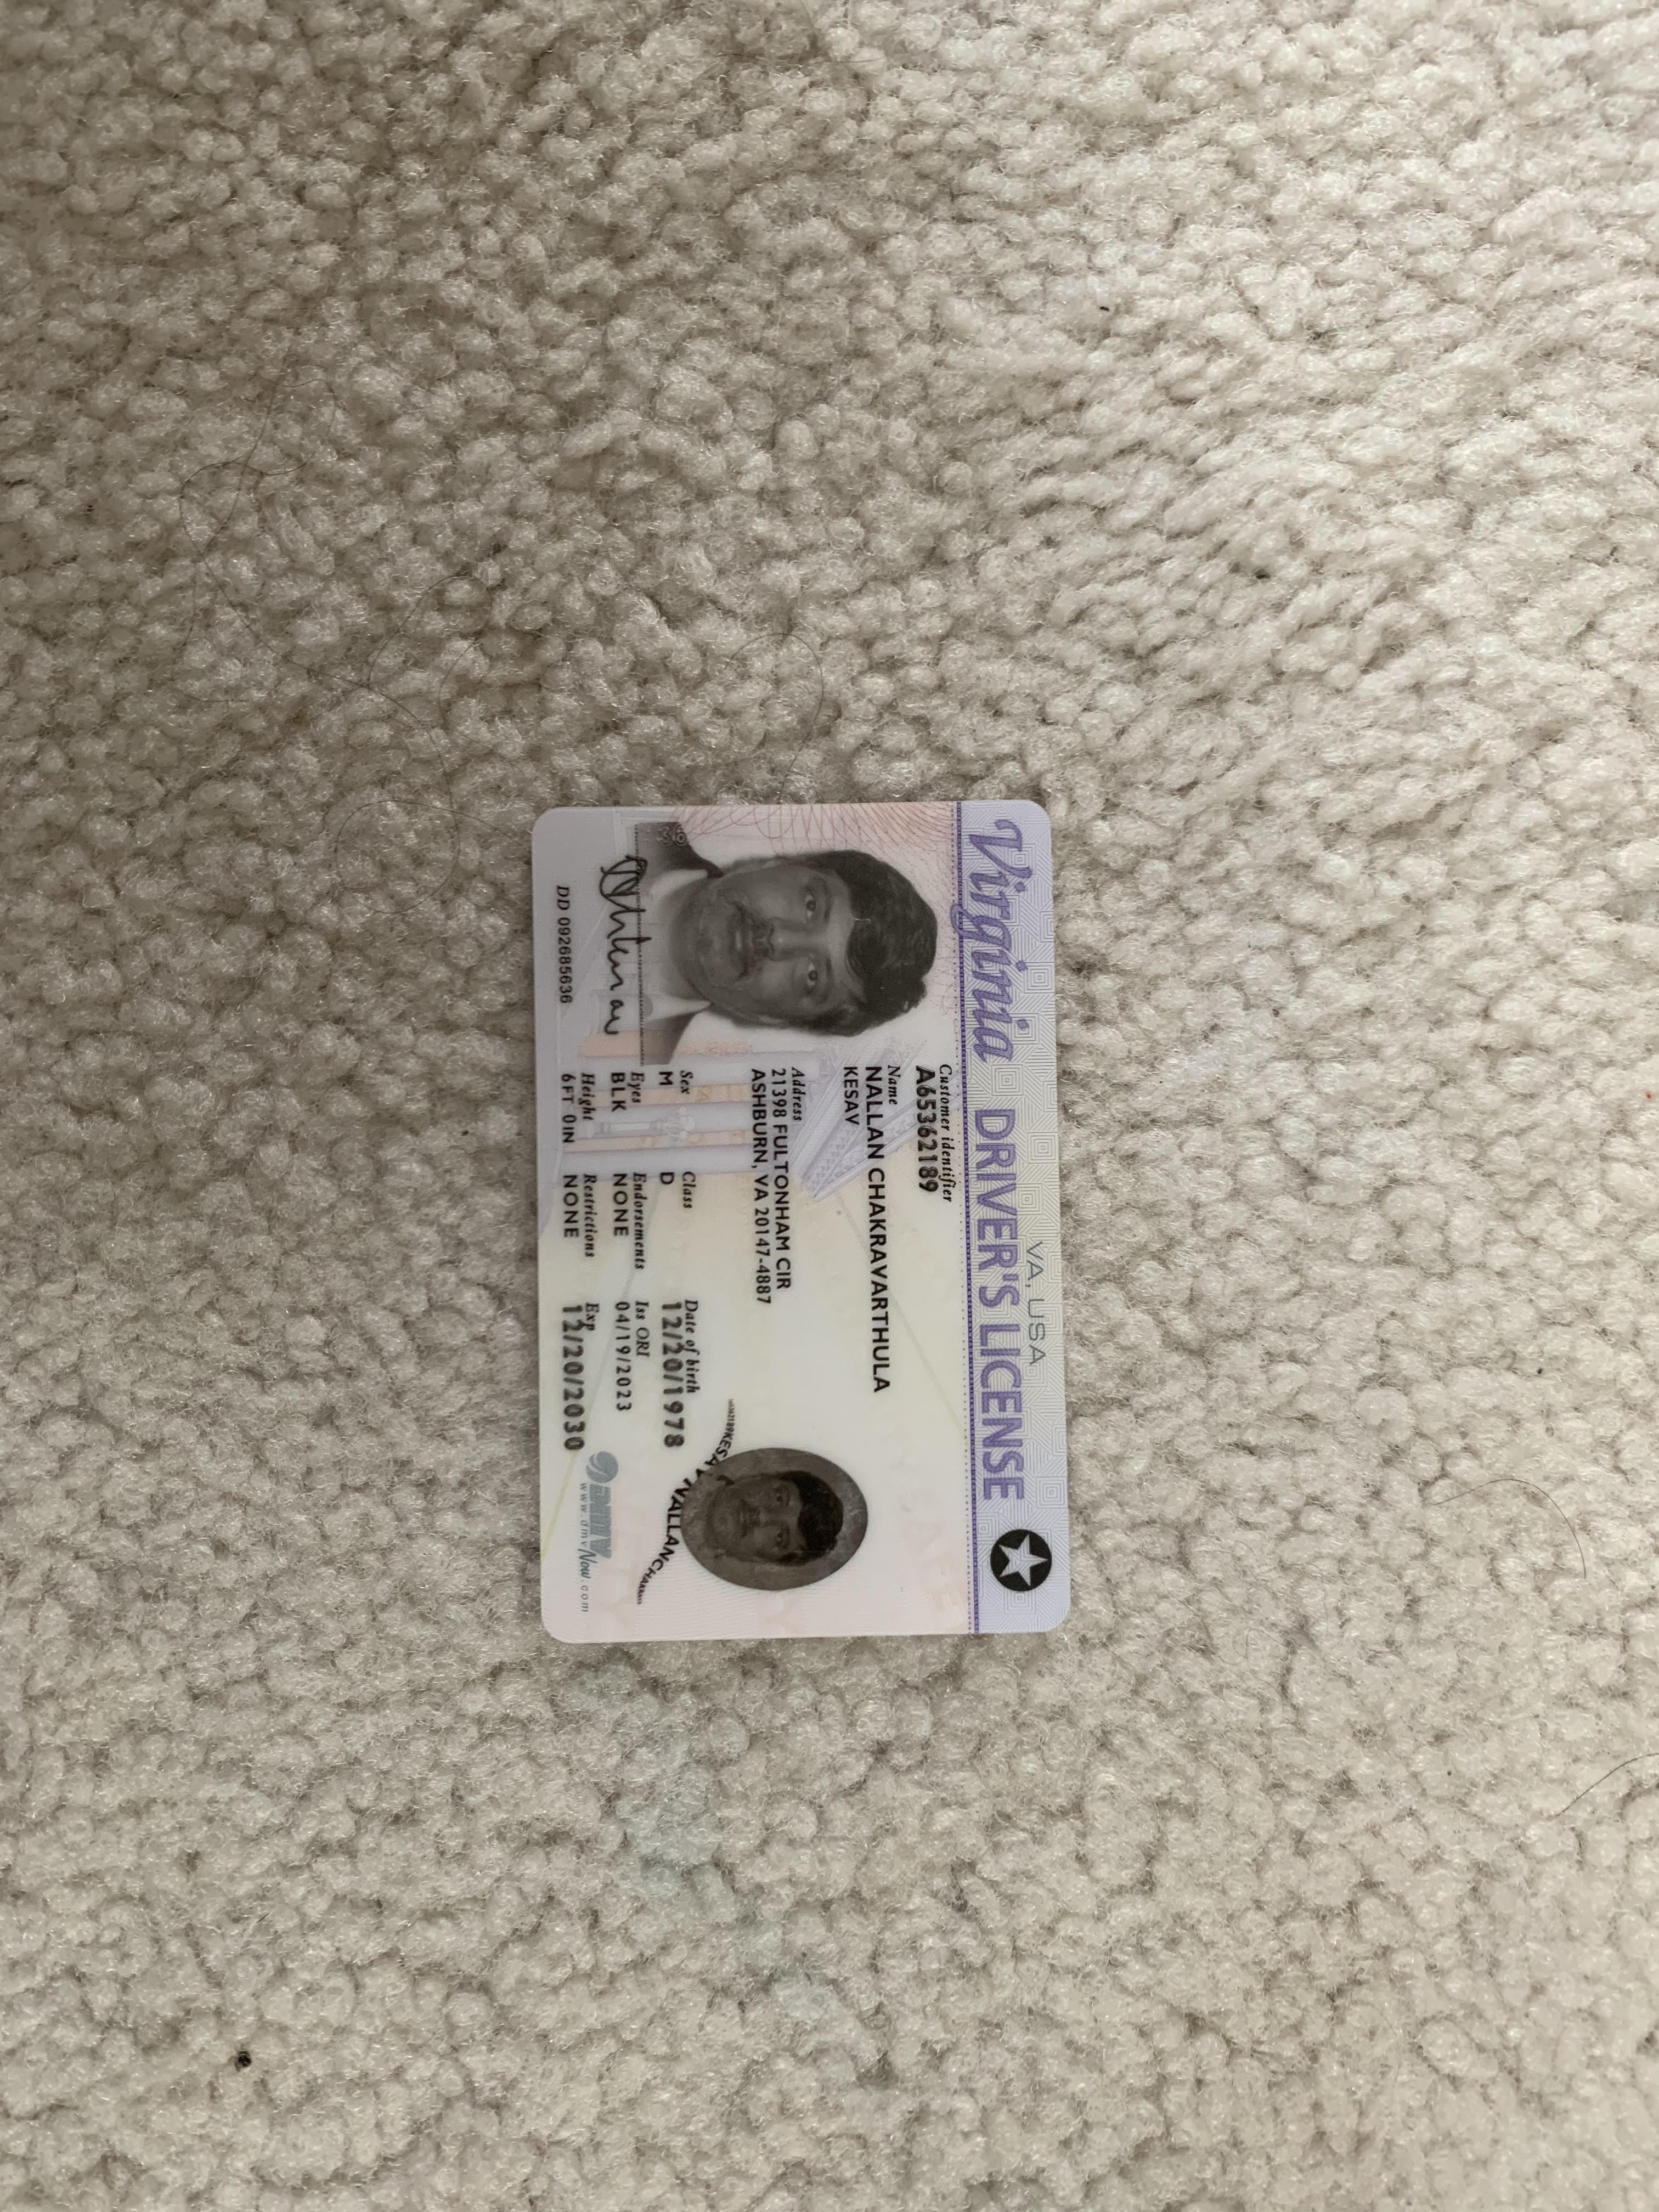 VA, USA
Virginia DRIVER'S LICENSE
Customer identifier
A65362189
Name
NALLAN CHAKRAVARTHULA
KESAV
Address
21398 FULTONHAM CIR
ASHBURN, VA 20147-4887
Sex Class Date of birth
M D 12/20/1978
Eyes Endorsements Iss ORI
BLK NONE 04/19/2023
Height Restrictions Exp
6FT 0IN NONE 12/20/2030
DD 092685636
KESAV NALLANCHAKRA
dmv Now
www.dmvNow.com